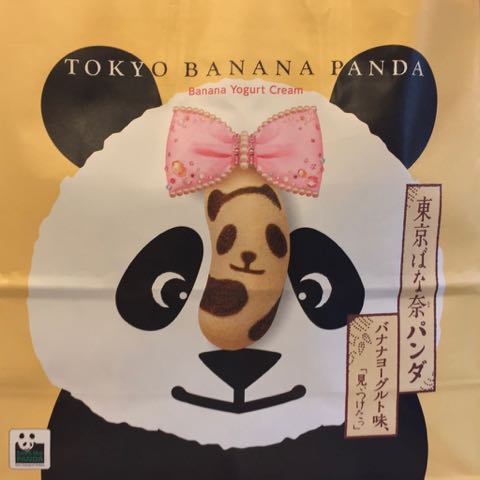 TOKYO BANANA PANDA
Banana Yogurt Cream
東京ばな奈パンダ
バナナヨーグルト味、
「見ぃつけたっ」
PANDA